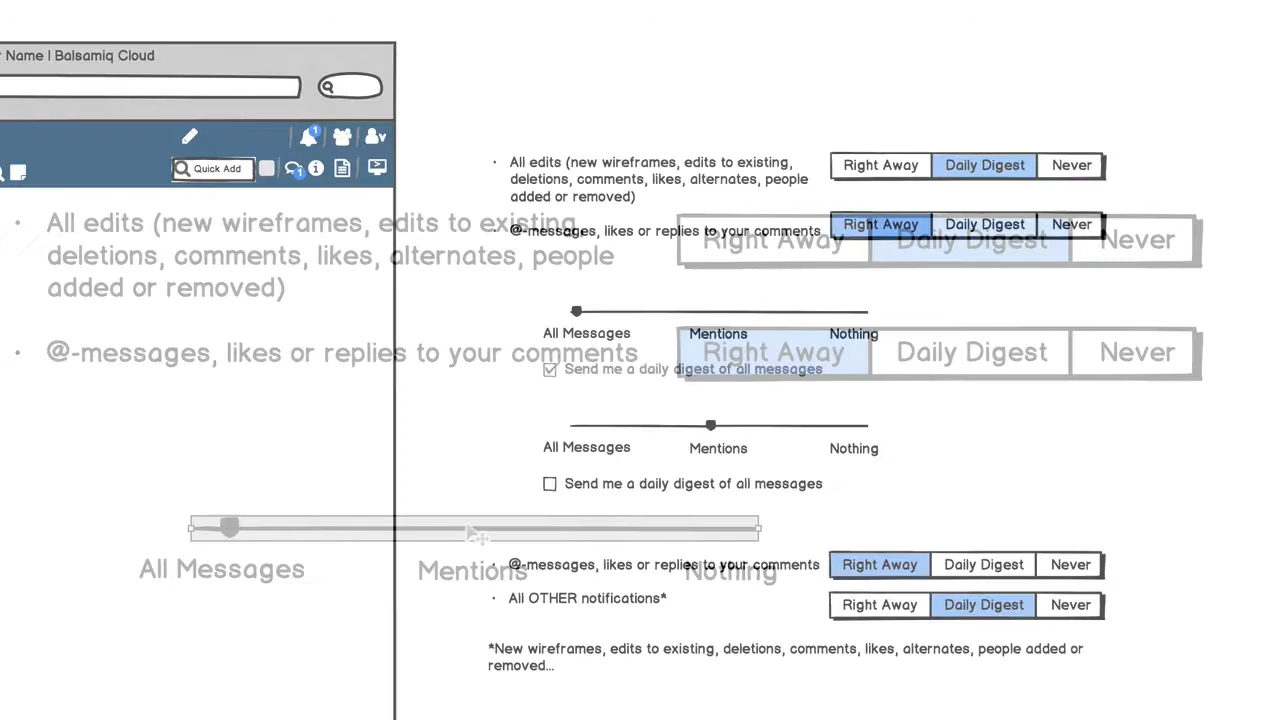 Name | Balsamiq Cloud
1
Quick Add
1
• All edits (new wireframes, edits to existing,
deletions, comments, likes, alternates, people
added or removed)
Right Away Daily Digest Never
• @-messages, likes or replies to your comments
Right Away Daily Digest Never
All Messages Mentions Nothing
Send me a daily digest of all messages
All Messages Mentions Nothing
Send me a daily digest of all messages
• @-messages, likes or replies to your comments
Right Away Daily Digest Never
• All OTHER notifications*
Right Away Daily Digest Never
*New wireframes, edits to existing, deletions, comments, likes, alternates, people added or
removed...
• All edits (new wireframes, edits to existing,
deletions, comments, likes, alternates, people
added or removed)
Right Away Daily Digest Never
• @-messages, likes or replies to your comments
Right Away Daily Digest Never
All Messages Mentions Nothing